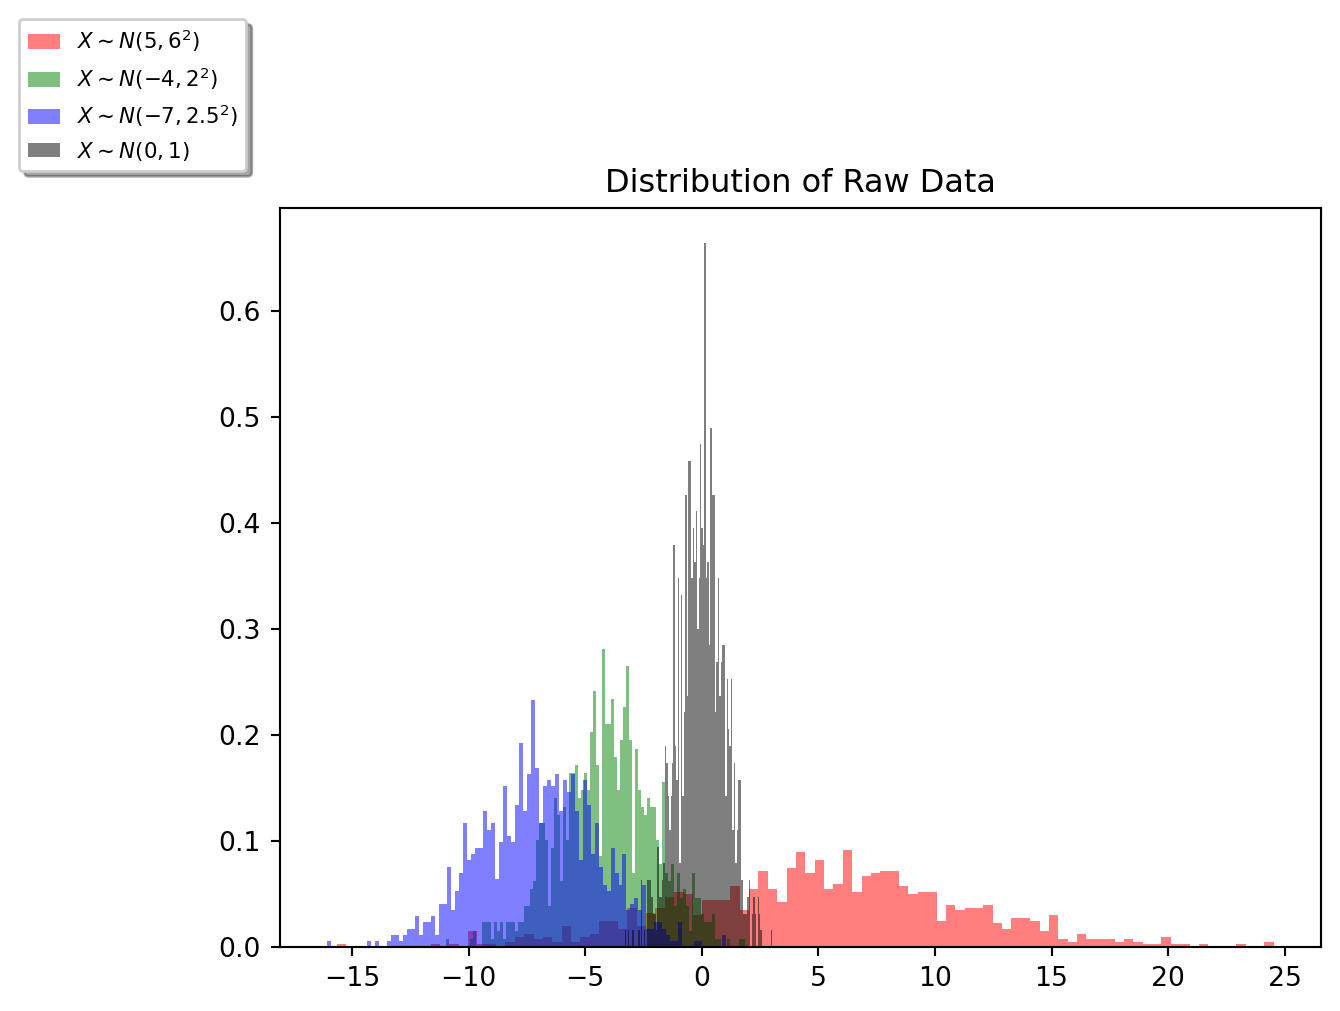 X ~ N(5, 6²)
X ~ N(−4, 2²)
X ~ N(−7, 2.5²)
X ~ N(0, 1)
Distribution of Raw Data
0.6
0.5
0.4
0.3
0.2
0.1
0.0
−15 −10 −5 0 5 10 15 20 25